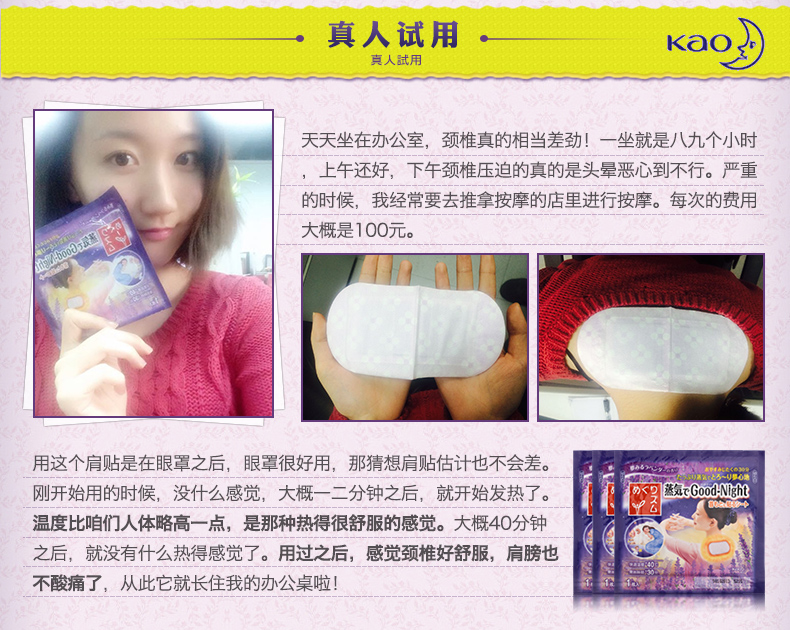 真人试用
真人試用
Kao
天天坐在办公室，颈椎真的相当差劲！一坐就是八九个小时
，上午还好，下午颈椎压迫的真的是头晕恶心到不行。严重
的时候，我经常要去推拿按摩的店里进行按摩。每次的费用
大概是100元。
用这个肩贴是在眼罩之后，眼罩很好用，那猜想肩贴估计也不会差。
刚开始用的时候，没什么感觉，大概一二分钟之后，就开始发热了。
温度比咱们人体略高一点，是那种热得很舒服的感觉。大概40分钟
之后，就没有什么热得感觉了。用过之后，感觉颈椎好舒服，肩膀也
不酸痛了，从此它就长住我的办公桌啦！
めぐりズム
蒸気でGood-Night